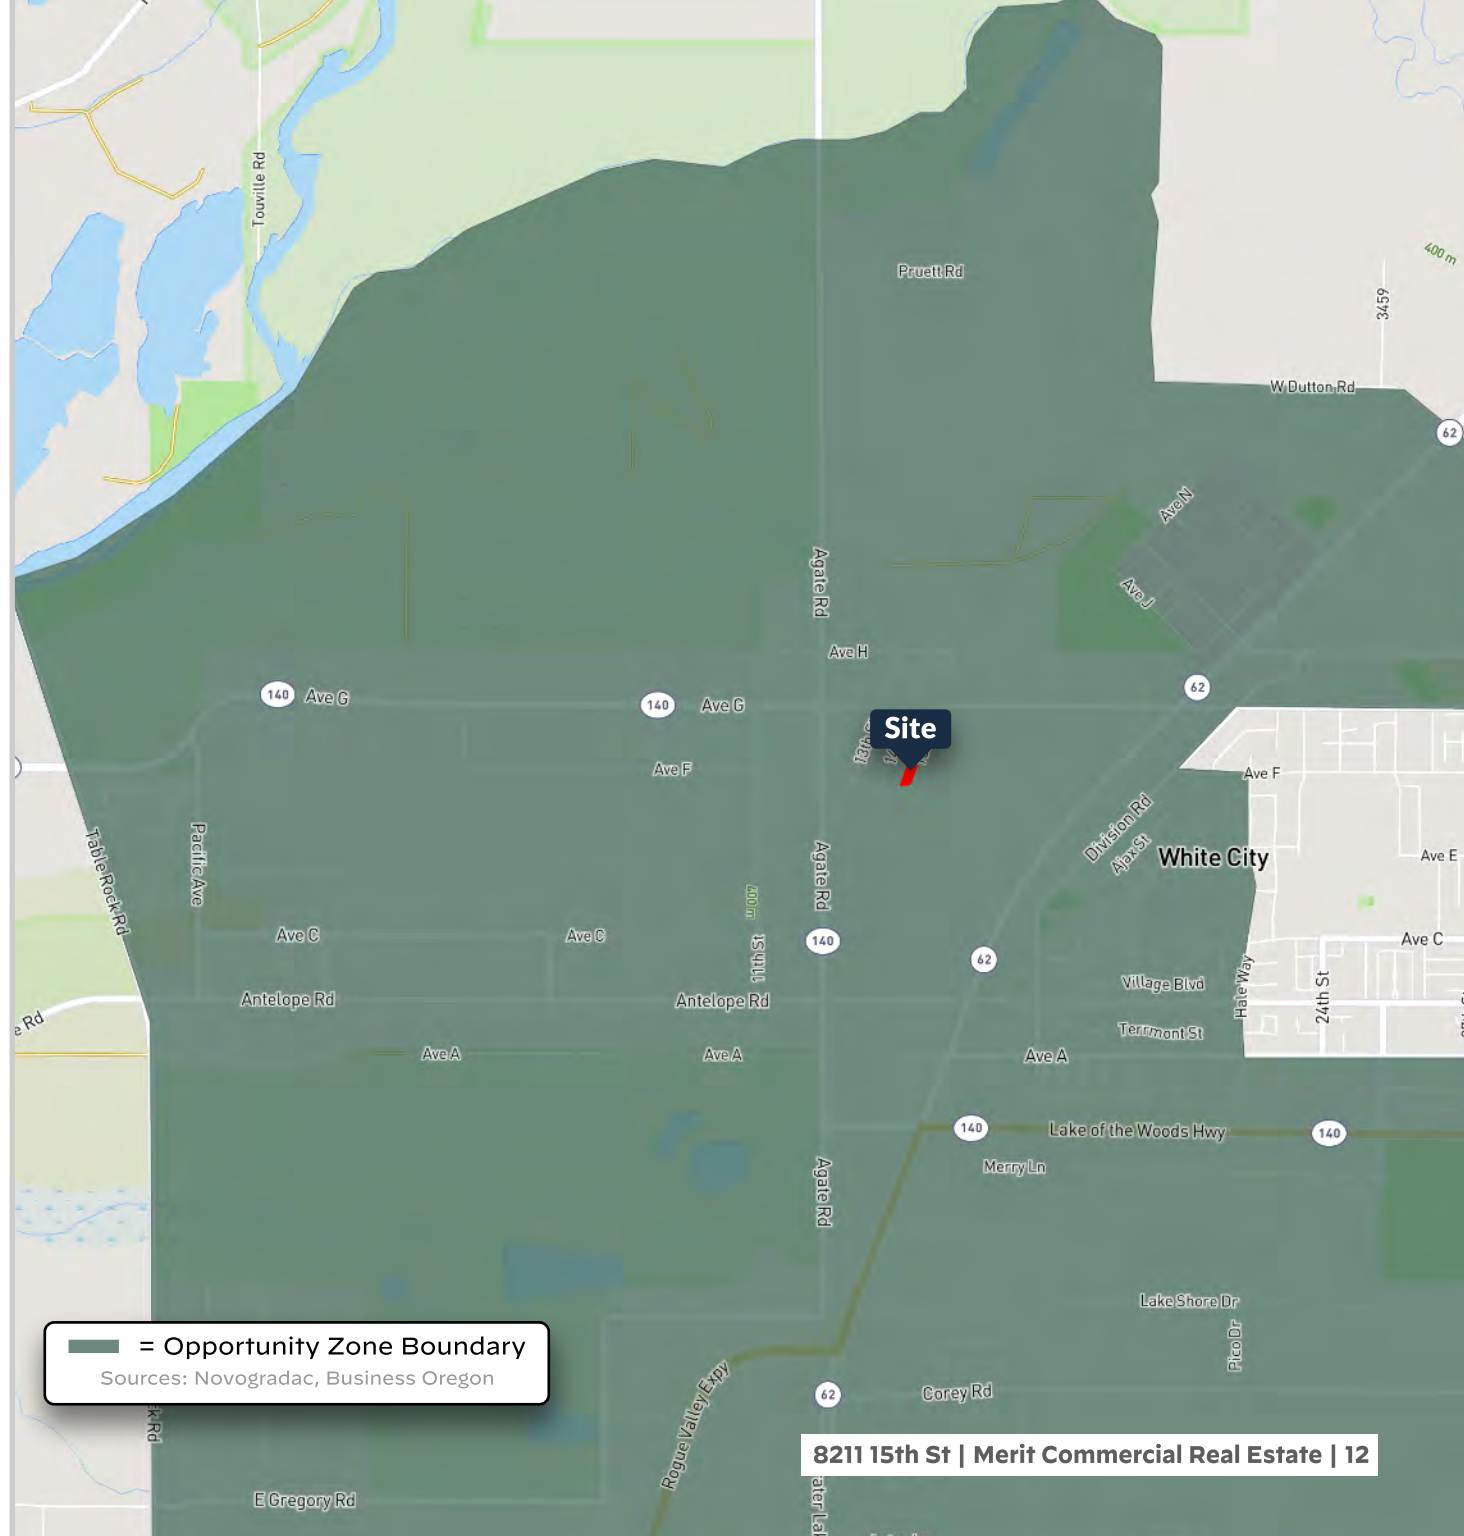 Touville Rd
400 m
Pruett Rd
3459
W Dutton Rd
62
Ave N
Agate Rd
Ave J
Ave H
140
Ave G
140
Ave G
62
Site
Ave F
Ave F
Division Rd
Ajax St
White City
Ave E
Table Rock Rd
Pacific Ave
Agate Rd
400 m
11th St
Ave C
Ave C
140
62
Ave C
Village Blvd
Hale Way
24th St
Antelope Rd
Antelope Rd
Terrmont St
Ave A
Ave A
Ave A
140
Lake of the Woods Hwy
140
Merry Ln
Agate Rd
Lake Shore Dr
Pico Dr
= Opportunity Zone Boundary
Sources: Novogradac, Business Oregon
Rogue Valley Expy
62
Corey Rd
8211 15th St | Merit Commercial Real Estate | 12
E Gregory Rd